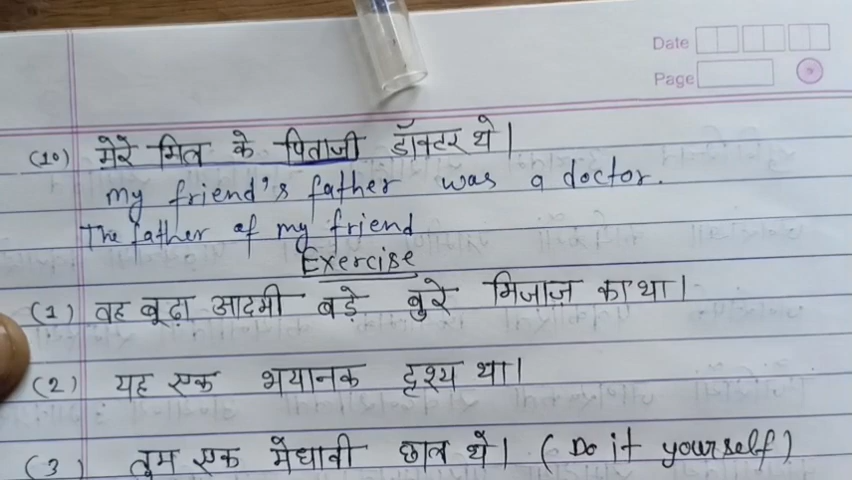 Date
Page
(10) मेरे मित्र के पिताजी डॉक्टर थे।
my friend's father was a doctor.
The father of my friend
Exercise
(1) वह बूढ़ा आदमी बड़े बुरे मिजाज का था।
(2) यह एक भयानक दृश्य था।
(3) तुम एक मेधावी छात्र थे। (Do it yourself)